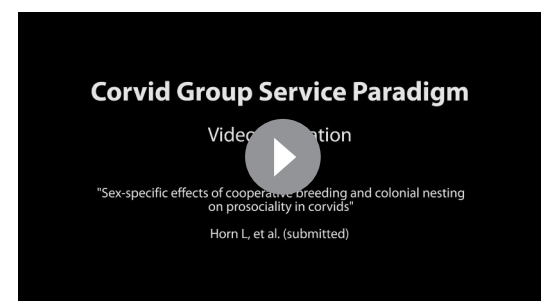 Corvid Group Service Paradigm
"Sex-specific effects of cooperative breeding and colonial nesting
on prosociality in corvids"
Horn L, et al. (submitted)